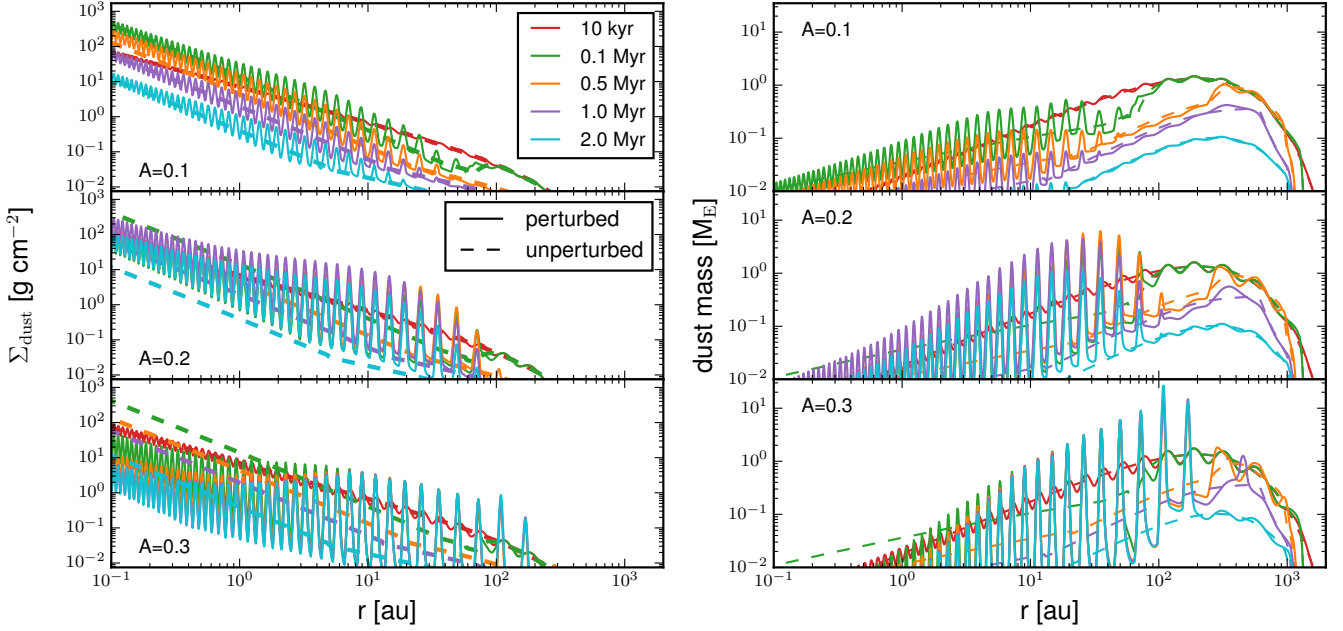 10³
10²
10¹
10⁰
10⁻¹
10⁻²
A=0.1
10 kyr
0.1 Myr
0.5 Myr
1.0 Myr
2.0 Myr
10³
10²
10¹
10⁰
10⁻¹
10⁻²
A=0.2
perturbed
unperturbed
10³
10²
10¹
10⁰
10⁻¹
10⁻²
A=0.3
10⁻¹ 10⁰ 10¹ 10² 10³
r [au]
Σdust [g cm⁻²]
A=0.1
10¹
10⁰
10⁻¹
10⁻²
A=0.2
10¹
10⁰
10⁻¹
10⁻²
A=0.3
10¹
10⁰
10⁻¹
10⁻²
10⁻¹ 10⁰ 10¹ 10² 10³
r [au]
dust mass [M_E]